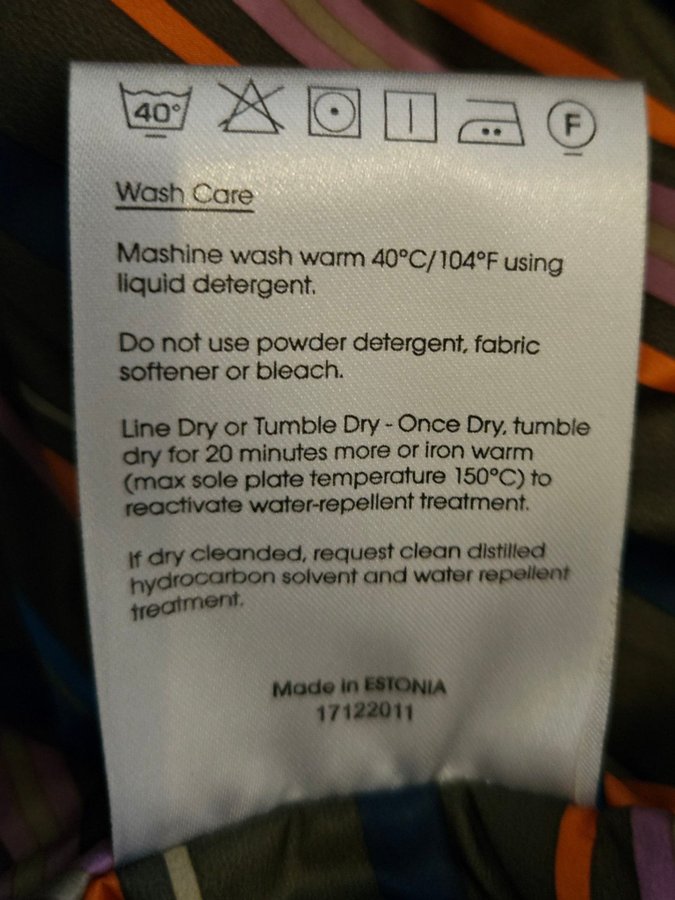 40°
F
Wash Care
Mashine wash warm 40°C/104°F using
liquid detergent.
Do not use powder detergent, fabric
softener or bleach.
Line Dry or Tumble Dry - Once Dry, tumble
dry for 20 minutes more or iron warm
(max sole plate temperature 150°C) to
reactivate water-repellent treatment.
If dry cleanded, request clean distilled
hydrocarbon solvent and water repellent
treatment.
Made in ESTONIA
17122011